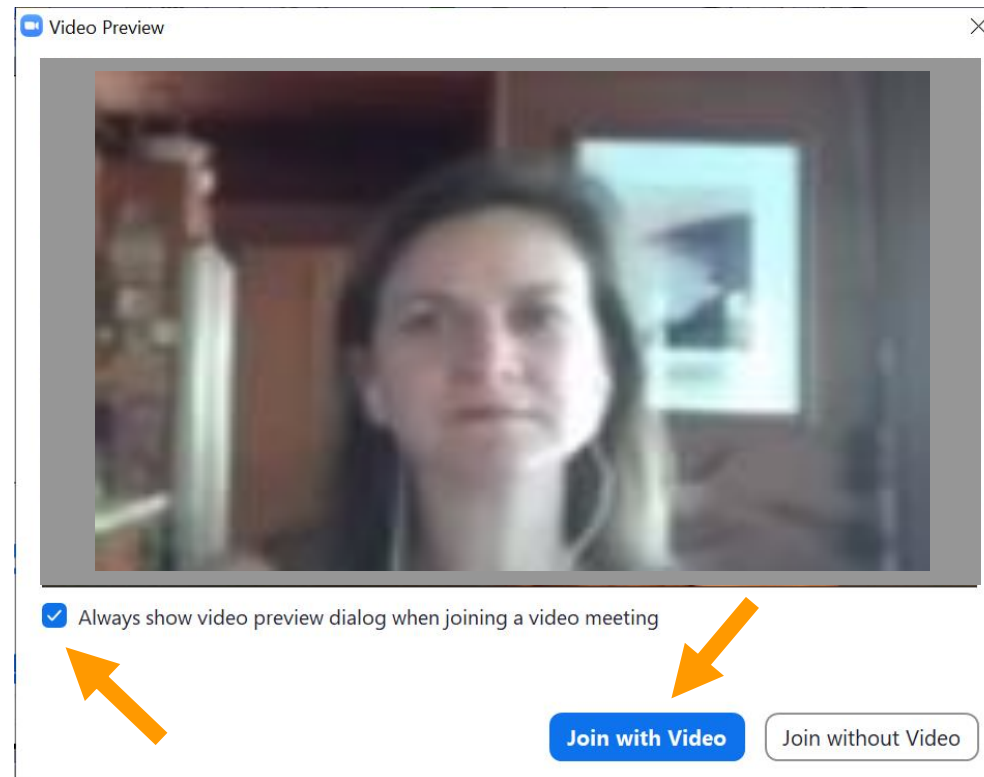 Video Preview
Always show video preview dialog when joining a video meeting
Join with Video
Join without Video